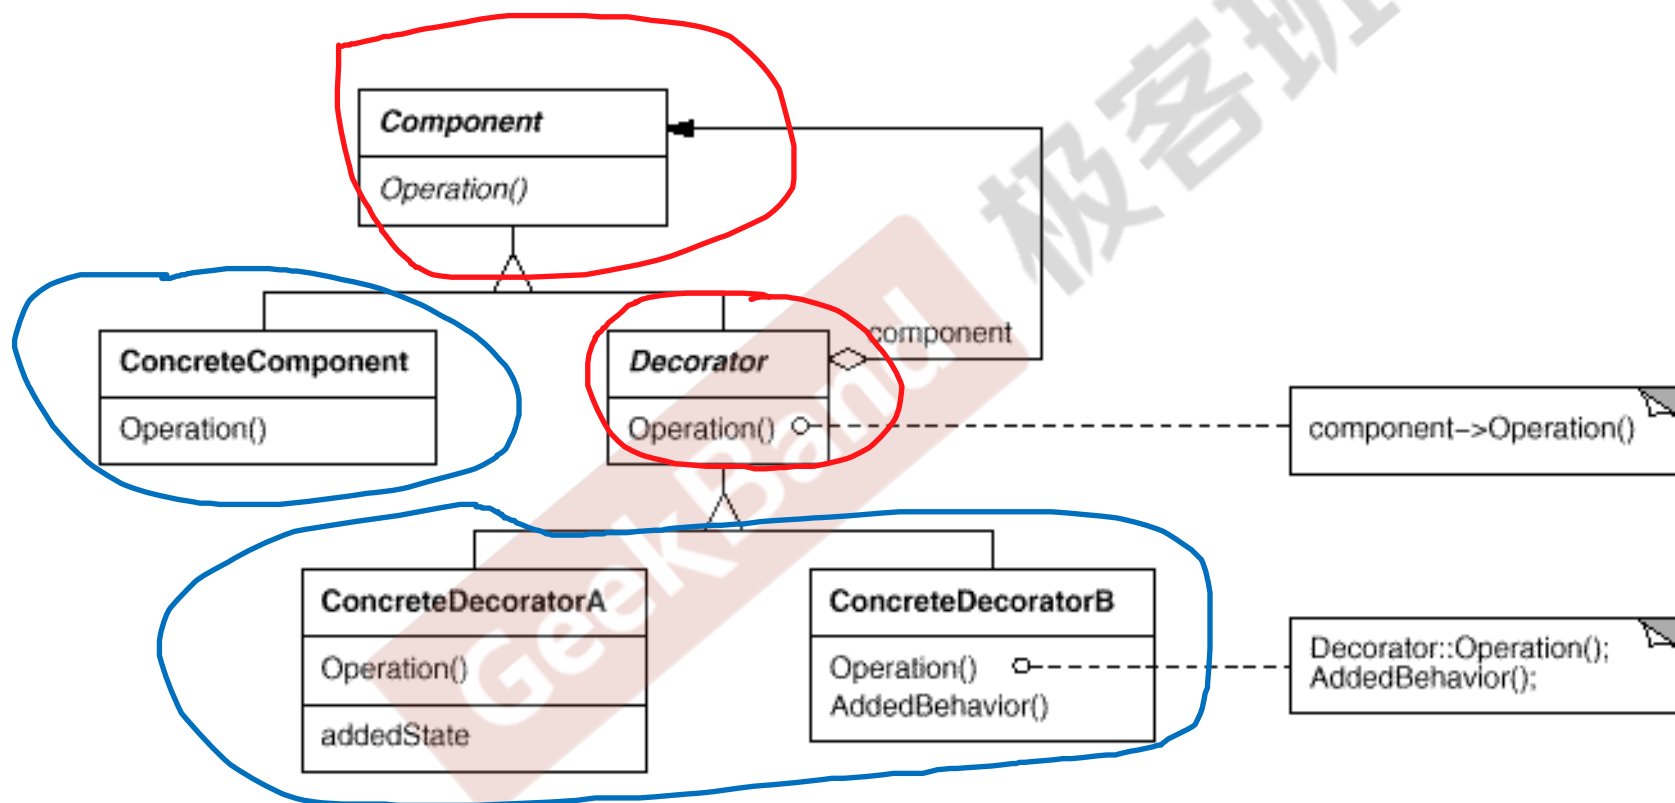 Component
Operation()
component
ConcreteComponent
Operation()
Decorator
Operation()
component->Operation()
ConcreteDecoratorA
Operation()
addedState
ConcreteDecoratorB
Operation()
AddedBehavior()
Decorator::Operation();
AddedBehavior();
GeekBand
极客班